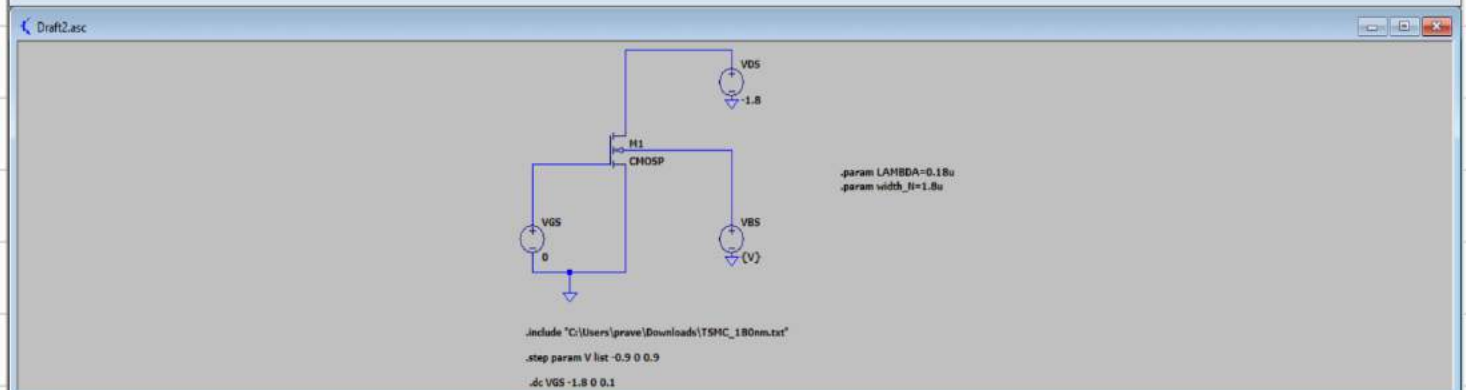 Draft2.asc
VDS
-1.8
M1
CMOSP
.param LAMBDA=0.18u
.param width_N=1.8u
VGS
0
VBS
{V}
.include "C:\Users\prave\Downloads\TSMC_180nm.txt"
.step param V list -0.9 0 0.9
.dc VGS -1.8 0 0.1